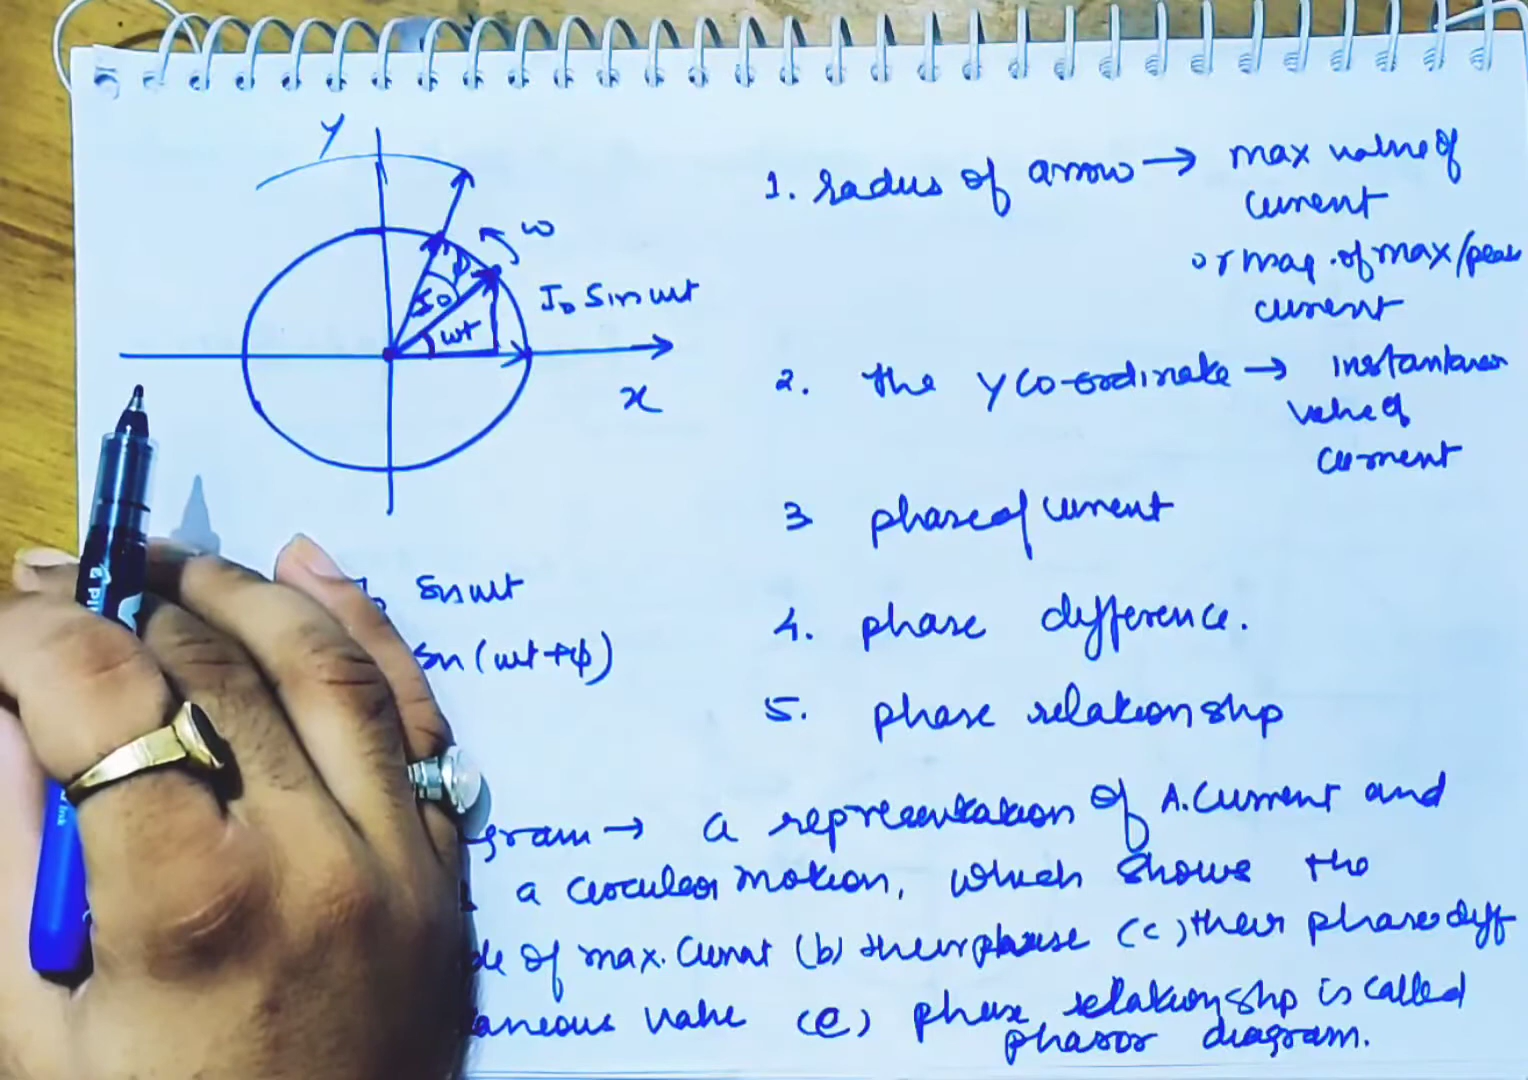 Y
ω
φ
I₀
I₀ Sin ωt
ωt
x
1. radius of arrow → max value of
current
or mag. of max/peak
current
2. the y co-ordinate → instantaneous
value of
current
3 phase of current
4. phase difference.
5. phase relationship
Sin ωt
Sin (ωt + φ)
gram → a representation of A.Current and
a circular motion, which shows the
de of max. Current (b) their phase (c) their phase diff
taneous value (e) phase relationship is called
phasor diagram.